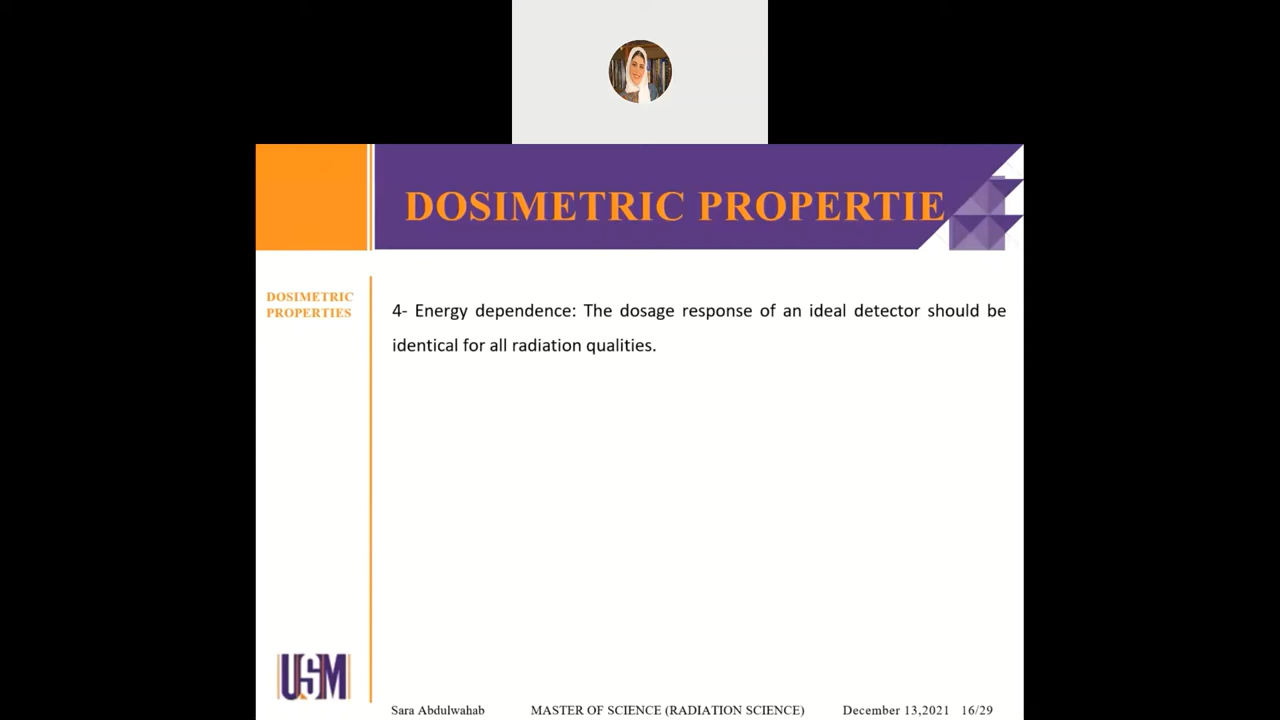 DOSIMETRIC PROPERTIE
DOSIMETRIC
PROPERTIES
4- Energy dependence: The dosage response of an ideal detector should be
identical for all radiation qualities.
USM
Sara Abdulwahab MASTER OF SCIENCE (RADIATION SCIENCE) December 13,2021 16/29